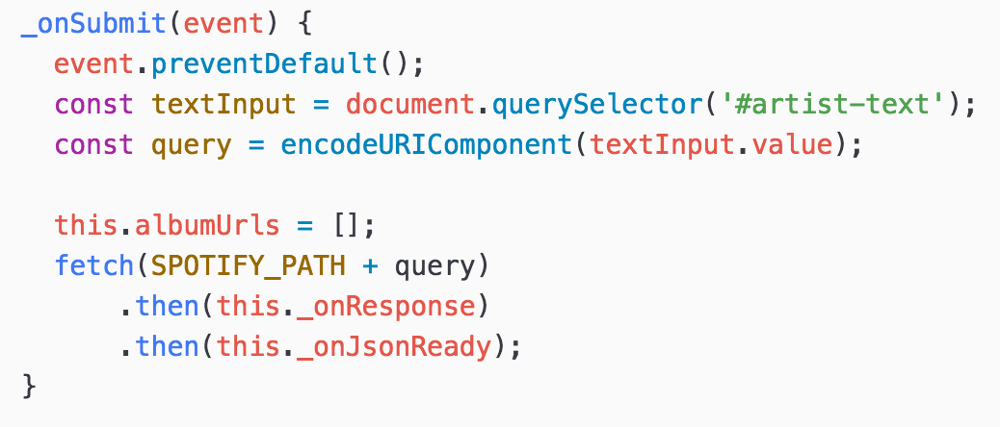 _onSubmit(event) {
  event.preventDefault();
  const textInput = document.querySelector('#artist-text');
  const query = encodeURIComponent(textInput.value);

  this.albumUrls = [];
  fetch(SPOTIFY_PATH + query)
      .then(this._onResponse)
      .then(this._onJsonReady);
}